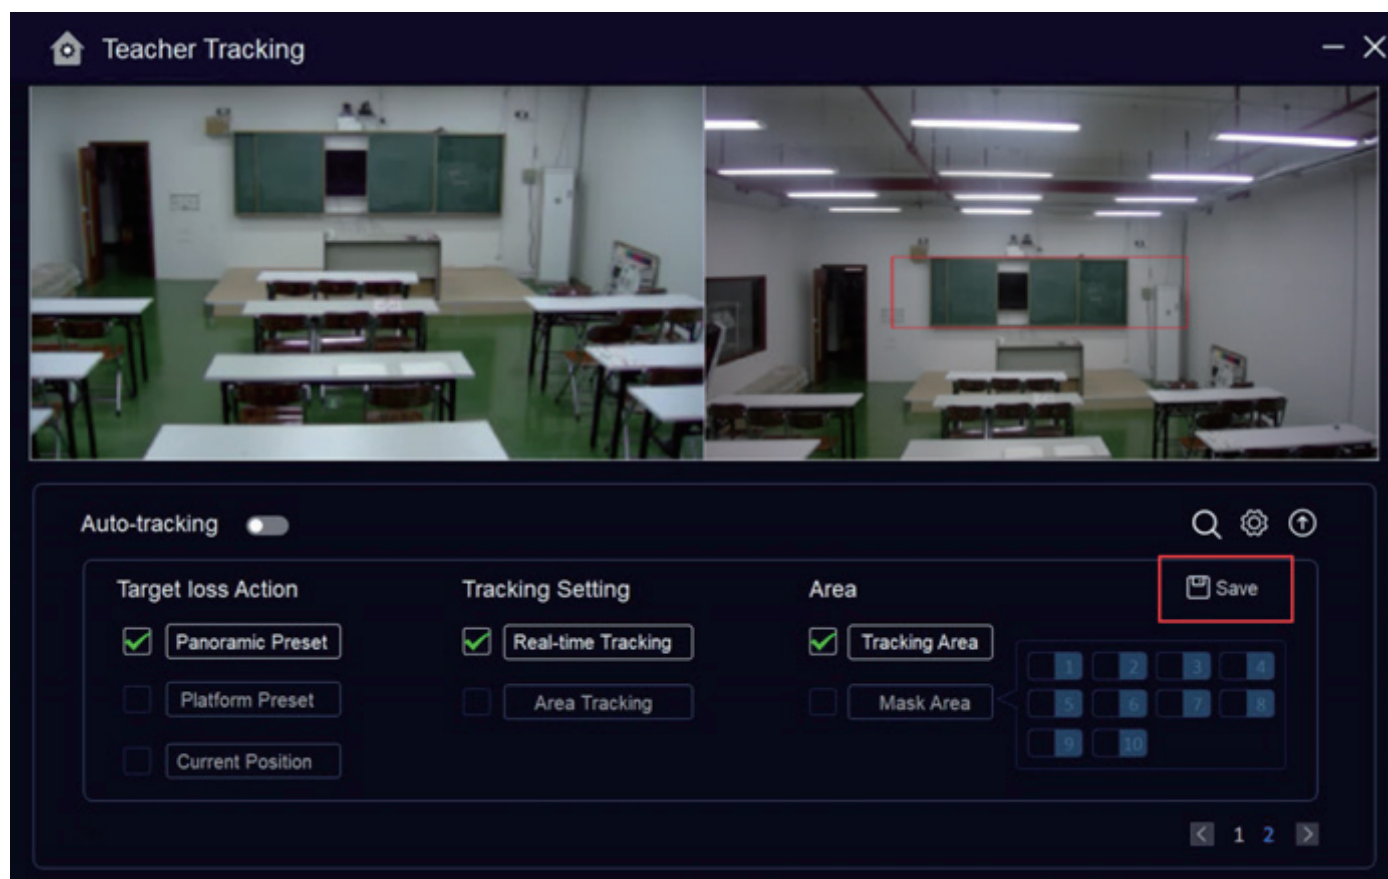 Teacher Tracking
Auto-tracking
Target loss Action
Tracking Setting
Area
Save
Panoramic Preset
Real-time Tracking
Tracking Area
1 2 3 4
Platform Preset
Area Tracking
Mask Area
5 6 7 8
9 10
Current Position
1 2